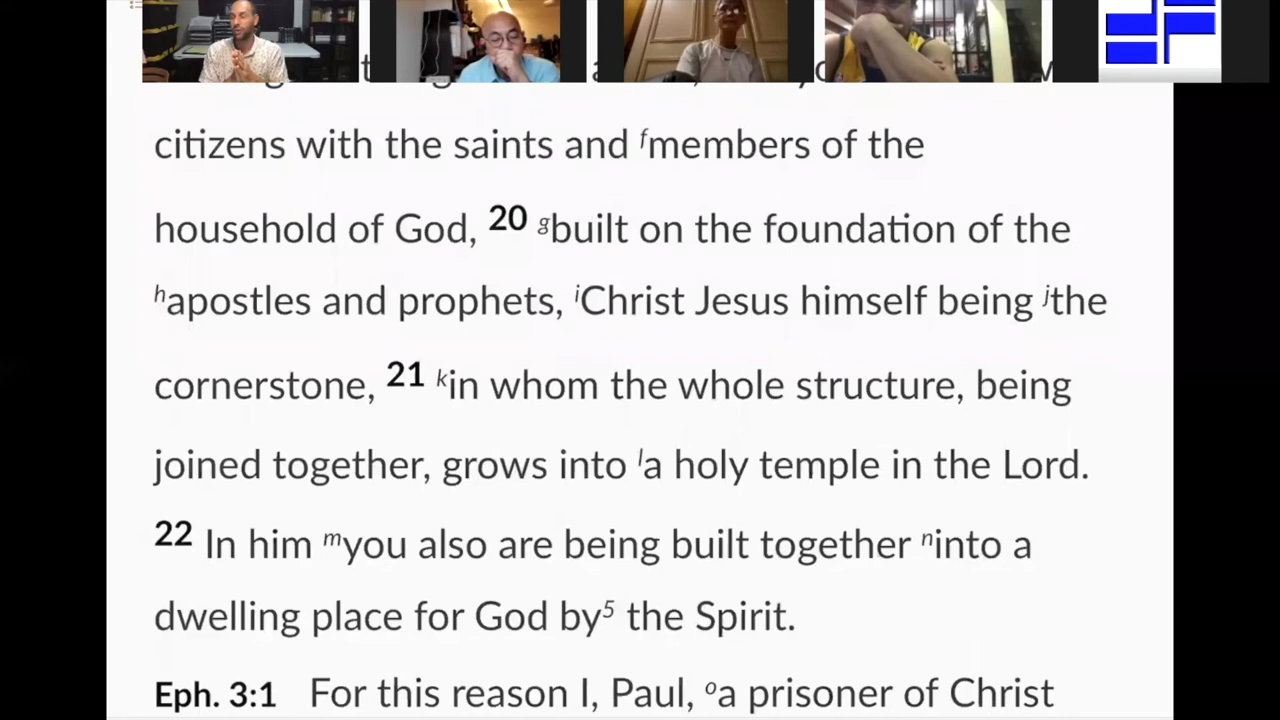 citizens with the saints and fmembers of the
household of God, 20 gbuilt on the foundation of the
hapostles and prophets, iChrist Jesus himself being jthe
cornerstone, 21 kin whom the whole structure, being
joined together, grows into la holy temple in the Lord.
22 In him myou also are being built together ninto a
dwelling place for God by5 the Spirit.
Eph. 3:1 For this reason I, Paul, oa prisoner of Christ